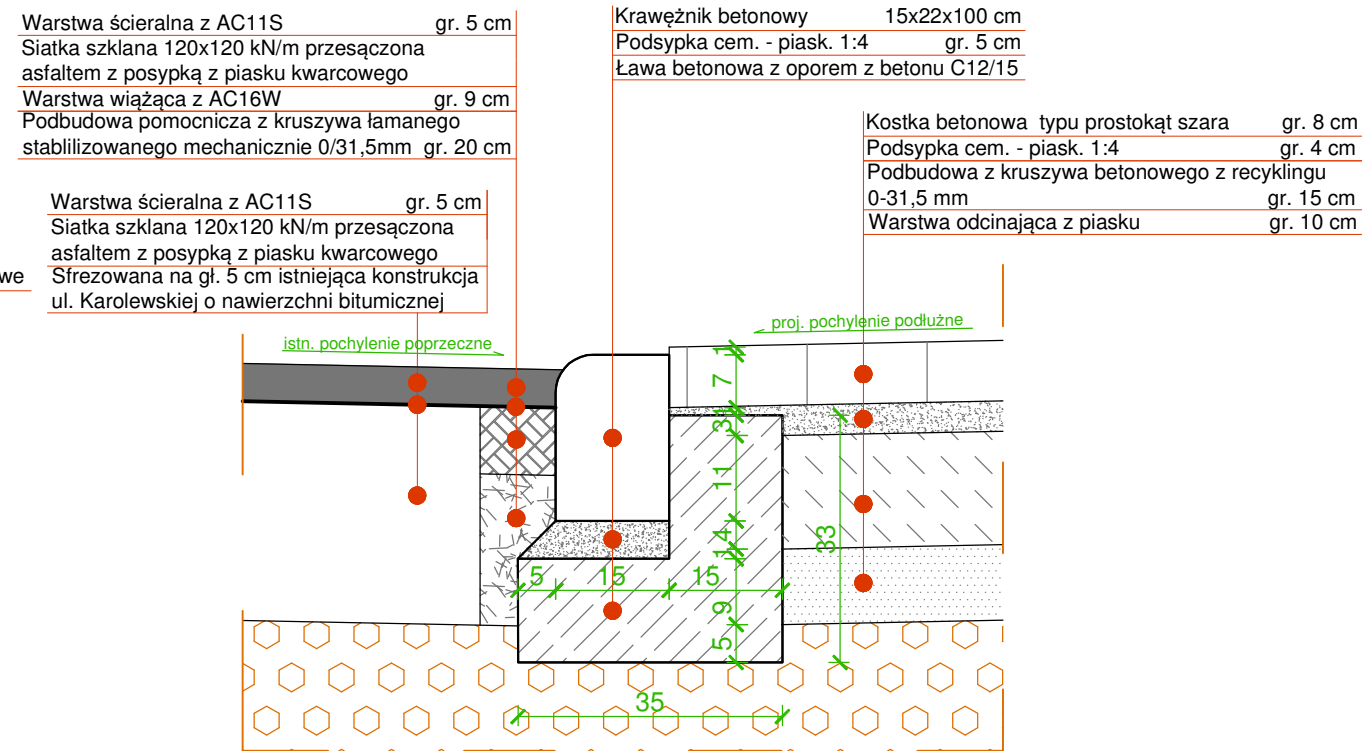 Warstwa ścieralna z AC11S gr. 5 cm
Siatka szklana 120x120 kN/m przesączona
asfaltem z posypką z piasku kwarcowego
Warstwa wiążąca z AC16W gr. 9 cm
Podbudowa pomocnicza z kruszywa łamanego
stablilizowanego mechanicznie 0/31,5mm gr. 20 cm
Krawężnik betonowy 15x22x100 cm
Podsypka cem. - piask. 1:4 gr. 5 cm
Ława betonowa z oporem z betonu C12/15
Kostka betonowa typu prostokąt szara gr. 8 cm
Podsypka cem. - piask. 1:4 gr. 4 cm
Podbudowa z kruszywa betonowego z recyklingu
0-31,5 mm gr. 15 cm
Warstwa odcinająca z piasku gr. 10 cm
Warstwa ścieralna z AC11S gr. 5 cm
Siatka szklana 120x120 kN/m przesączona
asfaltem z posypką z piasku kwarcowego
we Sfrezowana na gł. 5 cm istniejąca konstrukcja
ul. Karolewskiej o nawierzchni bitumicznej
istn. pochylenie poprzeczne
proj. pochylenie podłużne
1
7
1
3
11
4
1
9
5
33
5 15 15
35